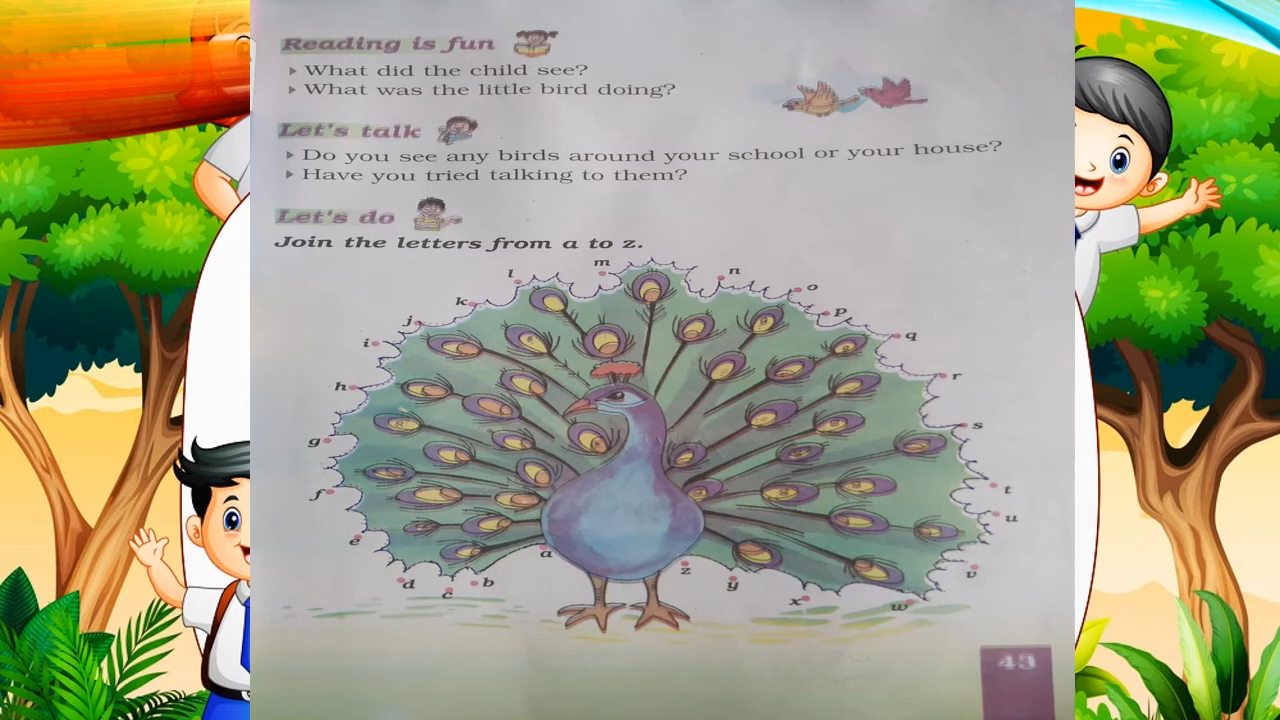 Reading is fun
What did the child see?
What was the little bird doing?
Let's talk
Do you see any birds around your school or your house?
Have you tried talking to them?
Let's do
Join the letters from a to z.
m
l
n
k
o
j
p
i
q
h
r
g
s
f
t
u
e
a
v
d
b
c
z
y
x
w
43